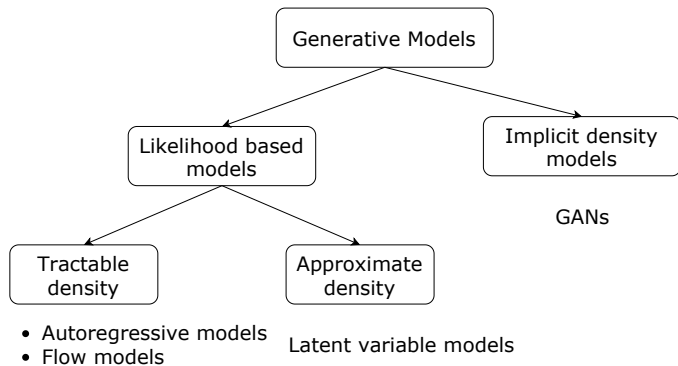 Generative Models
Likelihood based
models
Implicit density
models
GANs
Tractable
density
Approximate
density
• Autoregressive models
• Flow models
Latent variable models